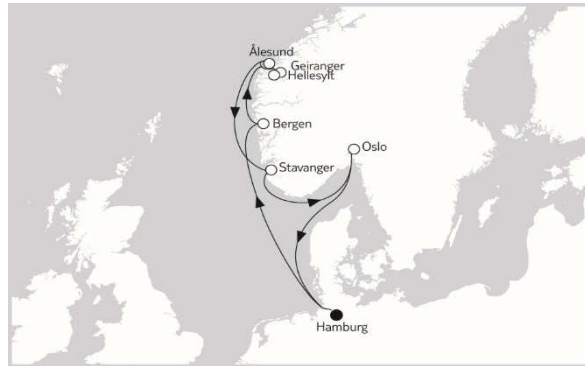 Ålesund
Geiranger
Hellesylt
Bergen
Oslo
Stavanger
Hamburg